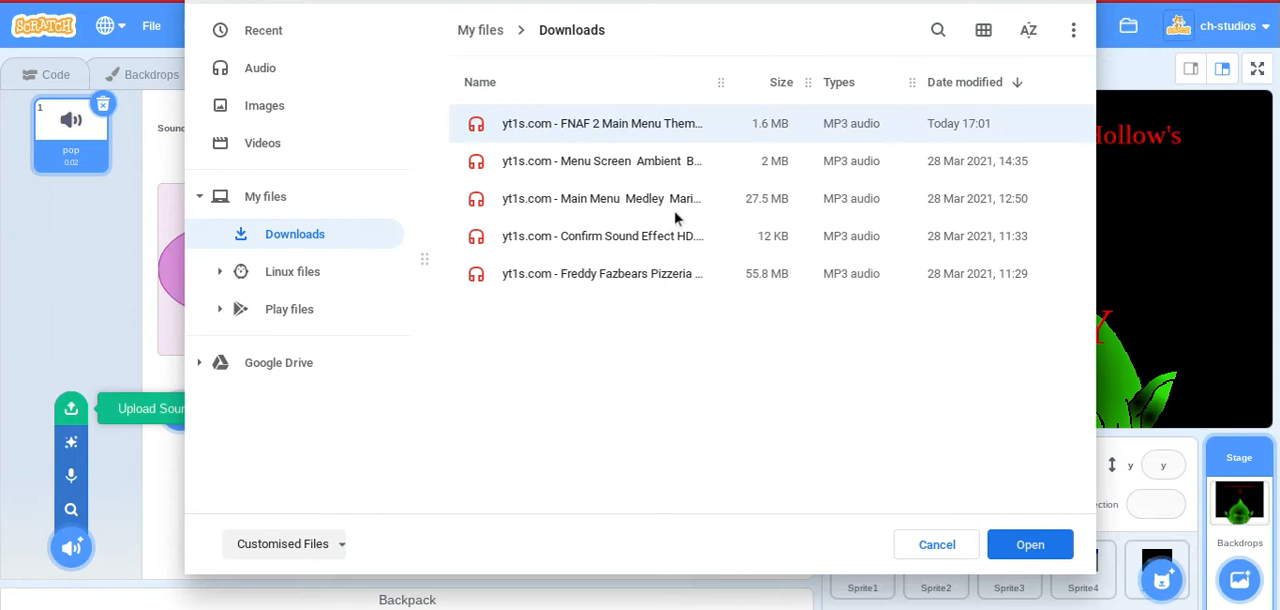 SCRATCH
File
ch-studios
Code
Backdrops
1
pop
0.02
Sound
Upload Soun
Recent
Audio
Images
Videos
My files
Downloads
Linux files
Play files
Google Drive
My files > Downloads
AZ
Name Size Types Date modified
yt1s.com - FNAF 2 Main Menu Them... 1.6 MB MP3 audio Today 17:01
yt1s.com - Menu Screen Ambient B... 2 MB MP3 audio 28 Mar 2021, 14:35
yt1s.com - Main Menu Medley Mari... 27.5 MB MP3 audio 28 Mar 2021, 12:50
yt1s.com - Confirm Sound Effect HD.... 12 KB MP3 audio 28 Mar 2021, 11:33
yt1s.com - Freddy Fazbears Pizzeria ... 55.8 MB MP3 audio 28 Mar 2021, 11:29
Customised Files
Cancel
Open
Hollow's
Y
y y
ection
Stage
Backdrops
Sprite1
Sprite2
Sprite3
Sprite4
Backpack